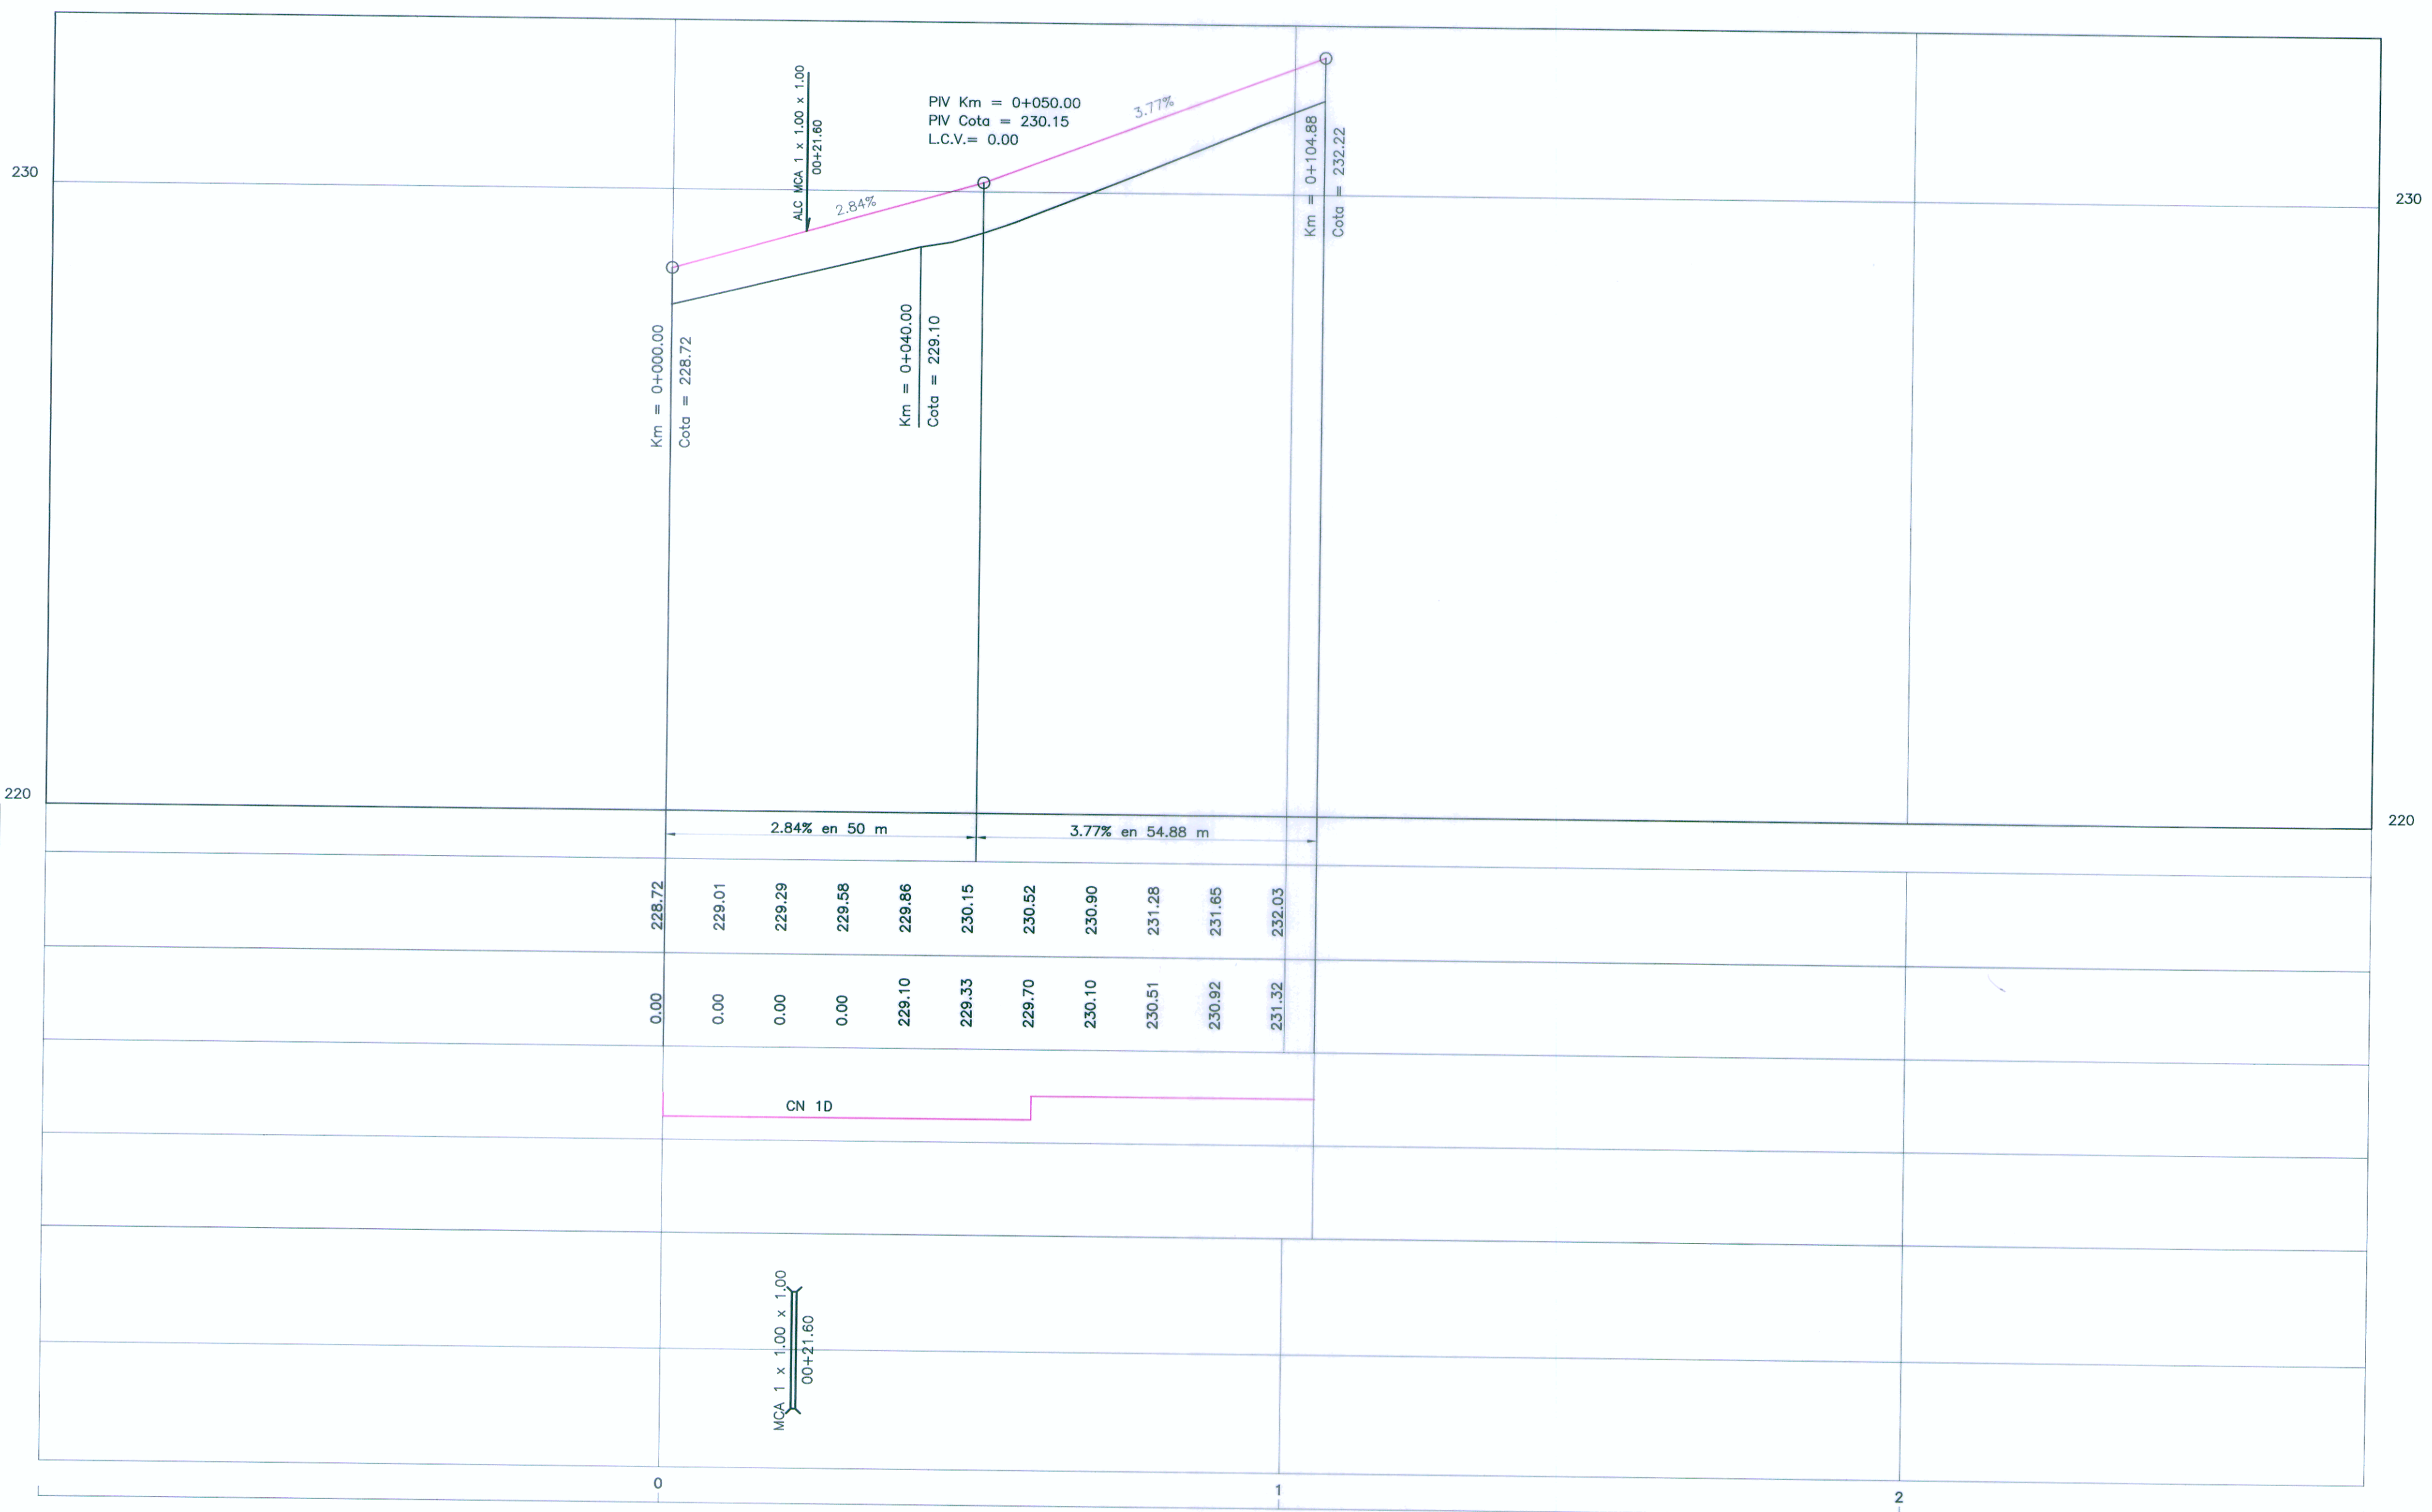 ALC MCA 1 x 1.00 x 1.00
00+21.60
PIV Km = 0+050.00
PIV Cota = 230.15
L.C.V.= 0.00
3.77%
2.84%
230
230
Km = 0+104.88
Cota = 232.22
Km = 0+000.00
Cota = 228.72
Km = 0+040.00
Cota = 229.10
220
220
2.84% en 50 m
3.77% en 54.88 m
228.72 229.01 229.29 229.58 229.86 230.15 230.52 230.90 231.28 231.65 232.03
0.00 0.00 0.00 0.00 229.10 229.33 229.70 230.10 230.51 230.92 231.32
CN 1D
MCA 1 x 1.00 x 1.00
00+21.60
0 1 2